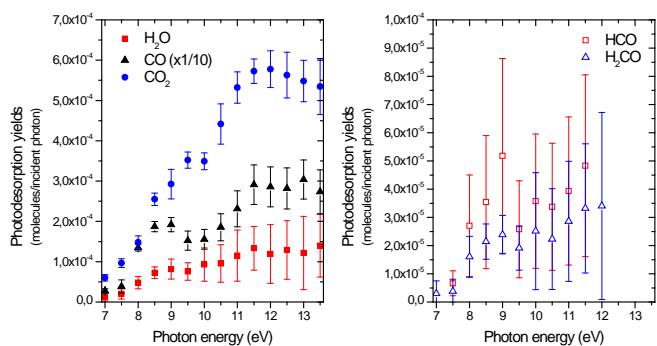 7,0x10⁻⁴
6,0x10⁻⁴
5,0x10⁻⁴
4,0x10⁻⁴
3,0x10⁻⁴
2,0x10⁻⁴
1,0x10⁻⁴
0,0
Photodesorption yields
(molecules/incident photon)
H₂O
CO (x1/10)
CO₂
7 8 9 10 11 12 13
Photon energy (eV)
1,0x10⁻⁴
9,0x10⁻⁵
8,0x10⁻⁵
7,0x10⁻⁵
6,0x10⁻⁵
5,0x10⁻⁵
4,0x10⁻⁵
3,0x10⁻⁵
2,0x10⁻⁵
1,0x10⁻⁵
0,0
Photodesorption yields
(molecules/incident photon)
HCO
H₂CO
7 8 9 10 11 12 13
Photon energy (eV)